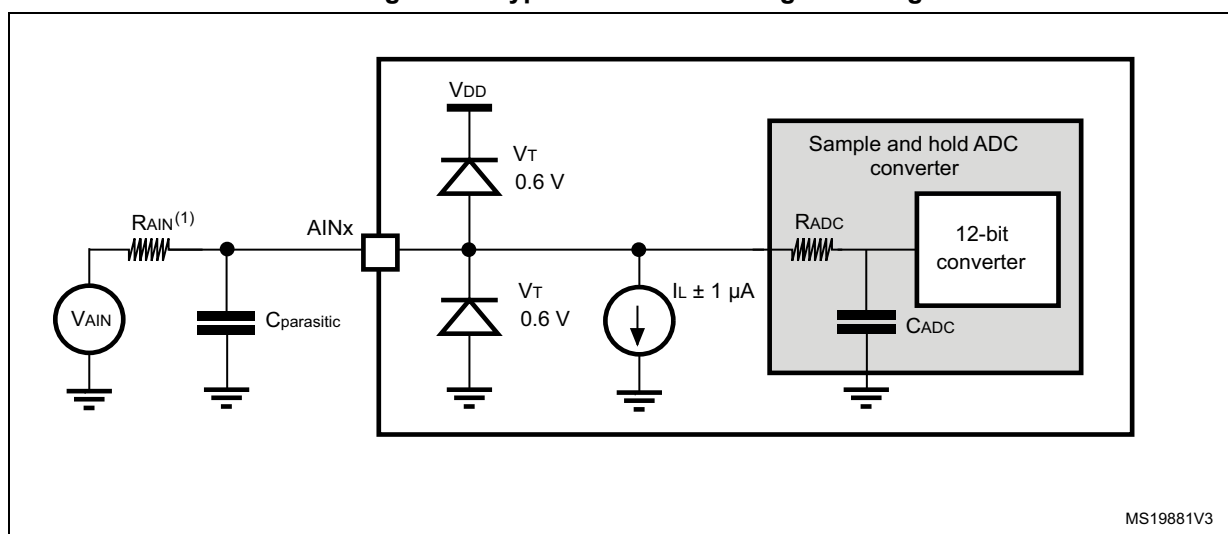 VDD
Sample and hold ADC
converter
VT
0.6 V
RAIN(1)
AINx
RADC
12-bit
converter
VT
0.6 V
IL ± 1 µA
VAIN
Cparasitic
CADC
MS19881V3